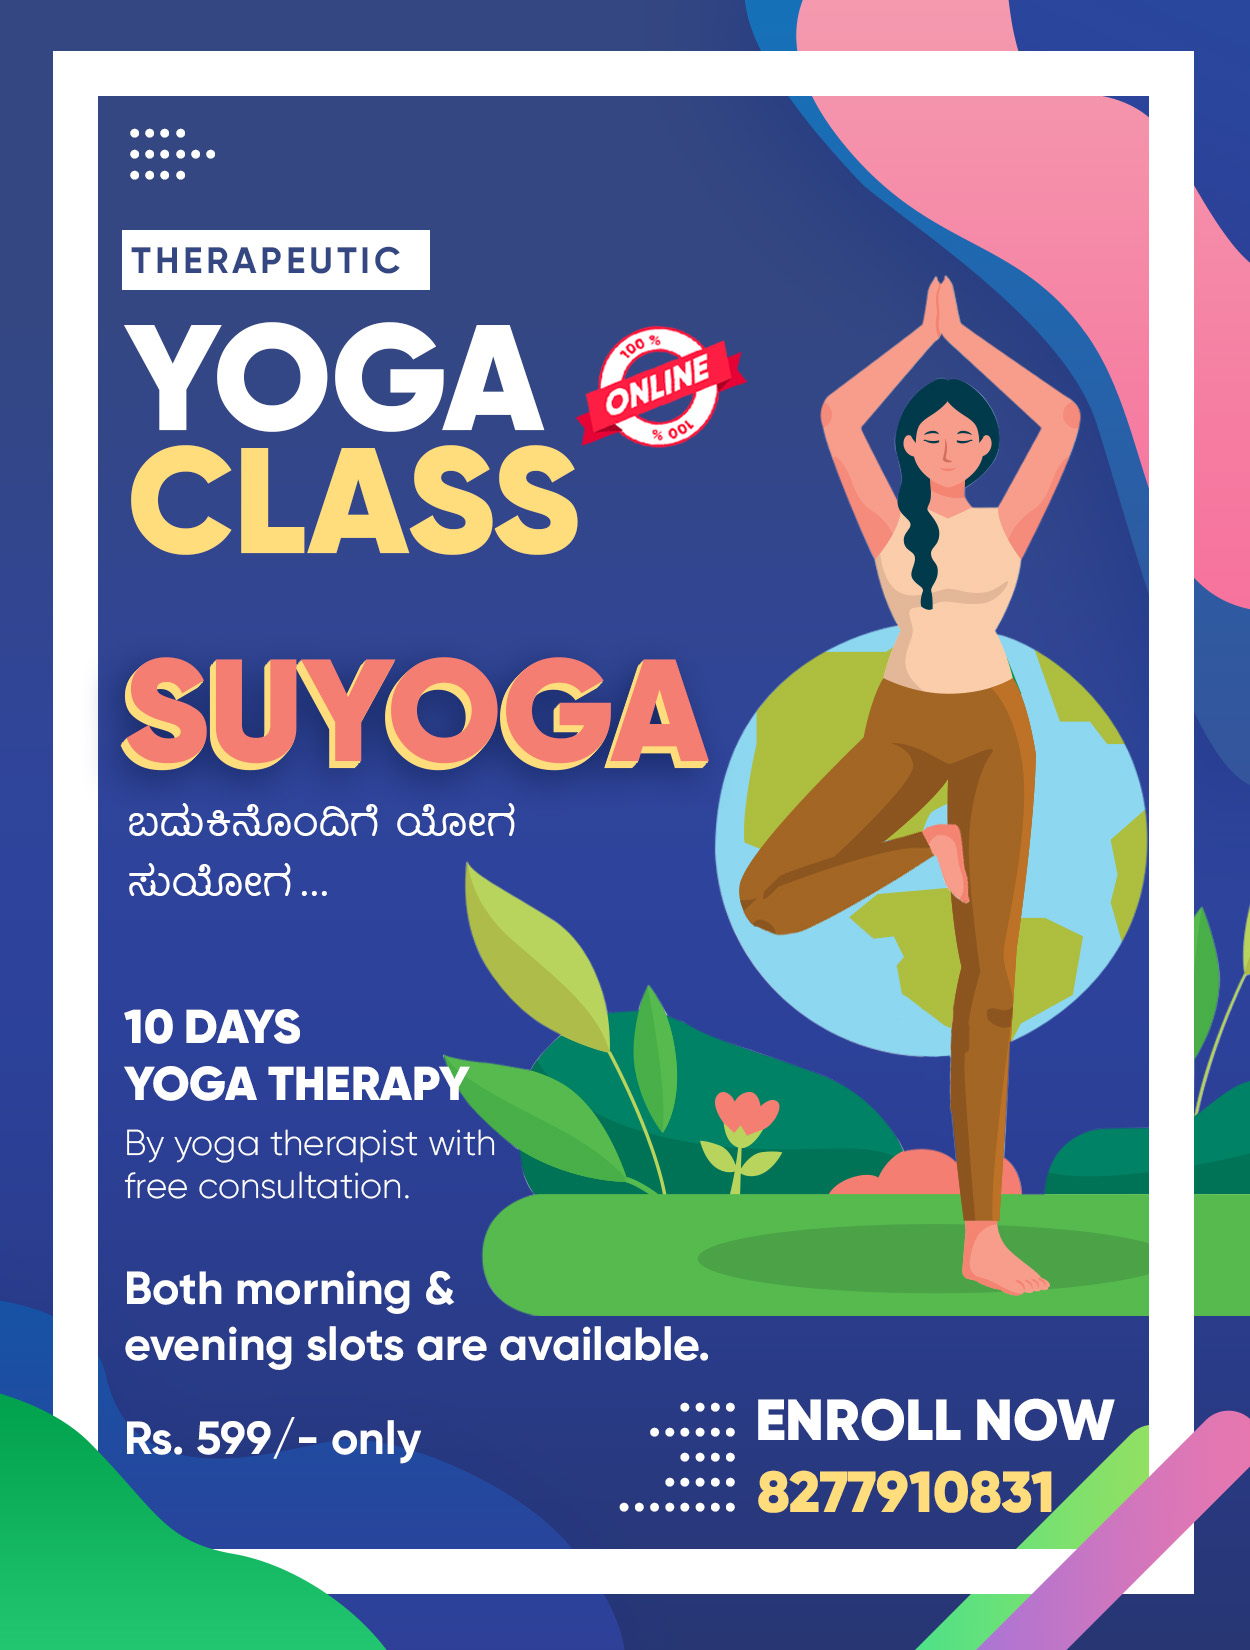 THERAPEUTIC
YOGA
CLASS
100 %
ONLINE
100 %
SUYOGA
ಬದುಕಿನೊಂದಿಗೆ ಯೋಗ
ಸುಯೋಗ ...
10 DAYS
YOGA THERAPY
By yoga therapist with
free consultation.
Both morning &
evening slots are available.
Rs. 599/- only
ENROLL NOW
8277910831